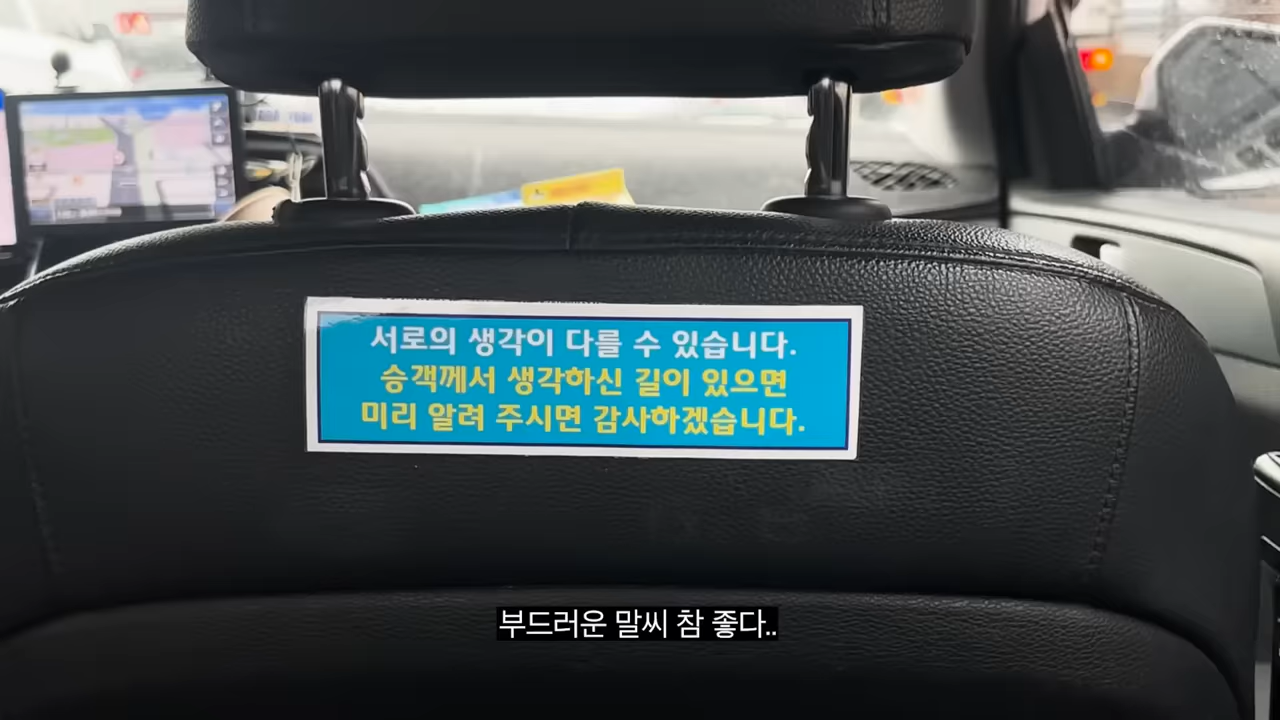 서로의 생각이 다를 수 있습니다.
승객께서 생각하신 길이 있으면
미리 알려 주시면 감사하겠습니다.
부드러운 말씨 참 좋다..